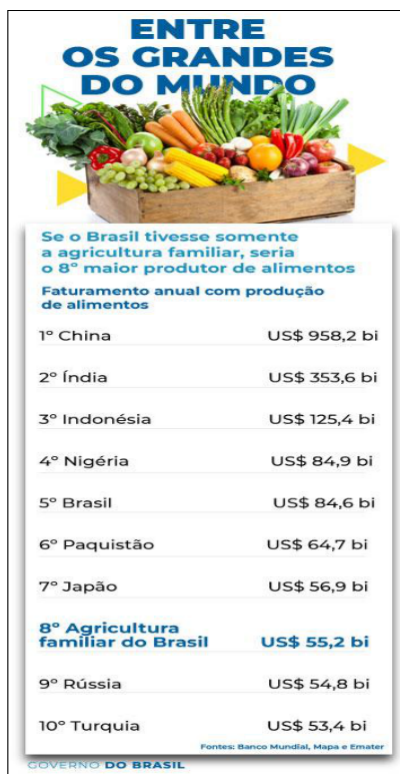 ENTRE
OS GRANDES
DO MUNDO
Se o Brasil tivesse somente
a agricultura familiar, seria
o 8º maior produtor de alimentos
Faturamento anual com produção
de alimentos
1º China US$ 958,2 bi
2º Índia US$ 353,6 bi
3º Indonésia US$ 125,4 bi
4º Nigéria US$ 84,9 bi
5º Brasil US$ 84,6 bi
6º Paquistão US$ 64,7 bi
7º Japão US$ 56,9 bi
8º Agricultura
familiar do Brasil US$ 55,2 bi
9º Rússia US$ 54,8 bi
10º Turquia US$ 53,4 bi
Fontes: Banco Mundial, Mapa e Emater
GOVERNO DO BRASIL